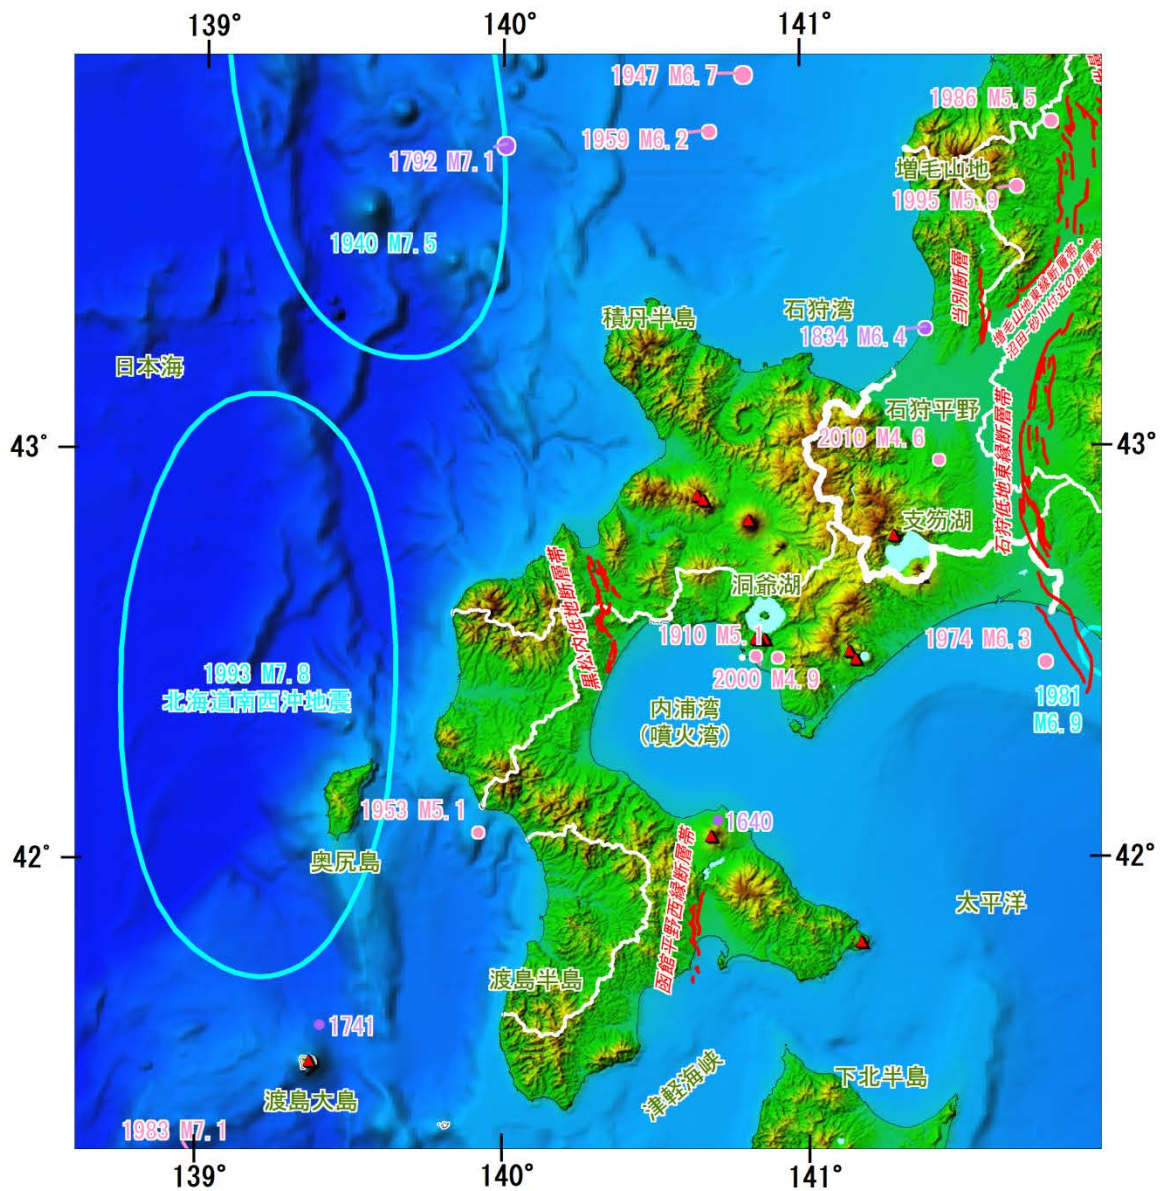 139°
140°
141°
1947 M6.7
1986 M5.5
1959 M6.2
1792 M7.1
増毛山地
1995 M5.9
1940 M7.5
当別断層
増毛山地東縁断層帯・
沼田-砂川付近の断層帯
積丹半島
石狩湾
1834 M6.4
日本海
石狩平野
43°
2010 M4.6
43°
石狩低地東縁断層帯
支笏湖
黒松内低地断層帯
洞爺湖
1910 M5.1
1974 M6.3
1993 M7.8
北海道南西沖地震
2000 M4.9
1981
M6.9
内浦湾
(噴火湾)
1953 M5.1
1640
42°
奥尻島
42°
函館平野西縁断層帯
太平洋
渡島半島
1741
渡島大島
津軽海峡
下北半島
1983 M7.1
139°
140°
141°